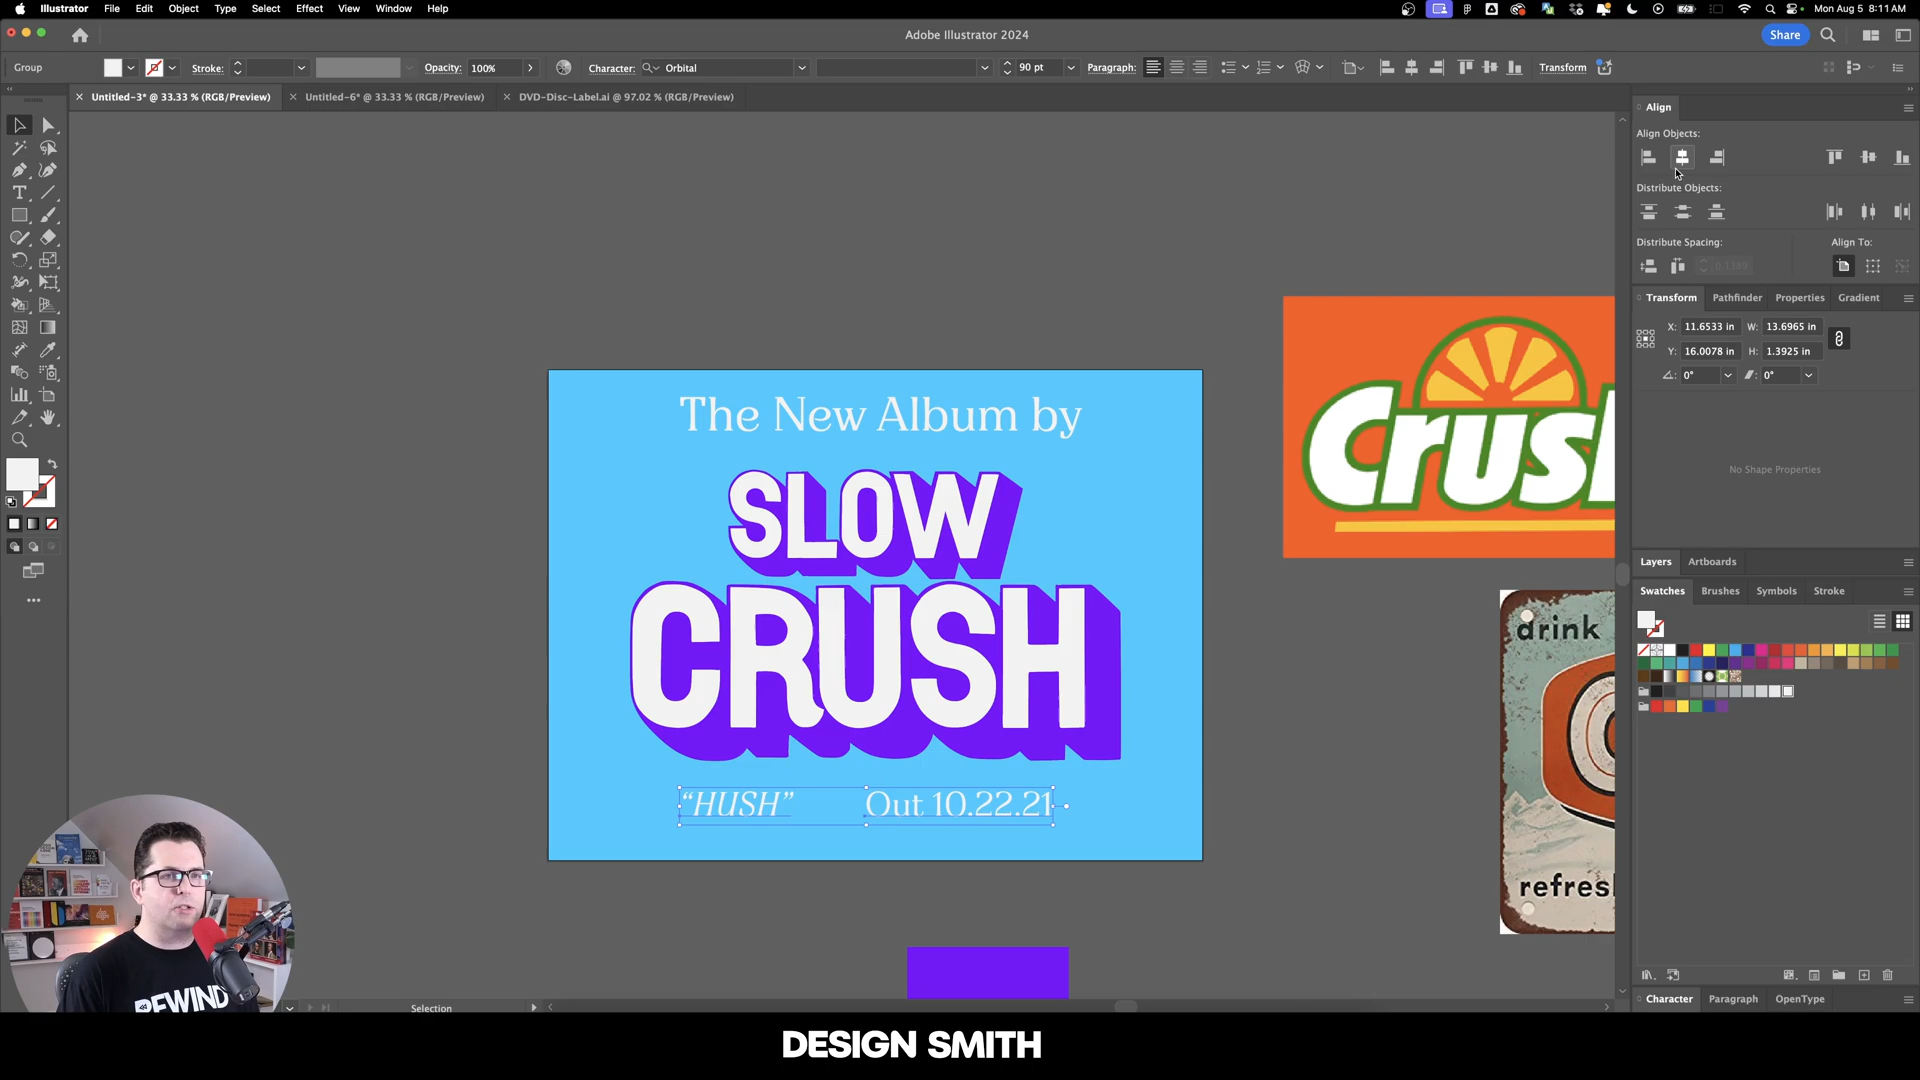 Illustrator File Edit Object Type Select Effect View Window Help
Mon Aug 5 8:11 AM
Adobe Illustrator 2024
Share
Group
Stroke:
Opacity: 100%
Character: Orbital
90 pt
Paragraph:
Transform
× Untitled-3* @ 33.33 % (RGB/Preview)
× Untitled-6* @ 33.33 % (RGB/Preview)
× DVD-Disc-Label.ai @ 97.02 % (RGB/Preview)
Align
Align Objects:
Distribute Objects:
Distribute Spacing:
Align To:
0.1389
Transform Pathfinder Properties Gradient
X: 11.6533 in W: 13.6965 in
Y: 16.0078 in H: 1.3925 in
0° 0°
No Shape Properties
Layers Artboards
Swatches Brushes Symbols Stroke
Character Paragraph OpenType
The New Album by
SLOW
CRUSH
“HUSH” Out 10.22.21
Crush
drink
refres
Selection
REWIND
DESIGN SMITH